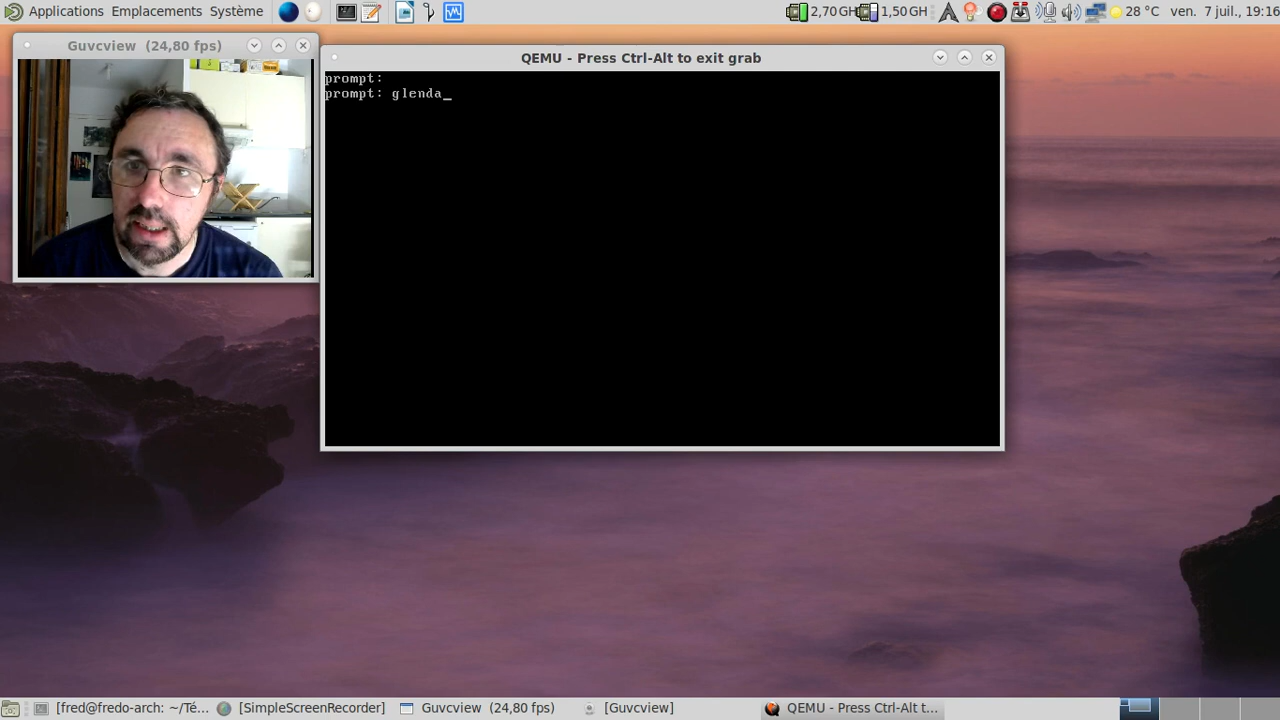 Applications Emplacements Système
2,70 GH
1,50 GH
28 °C
ven. 7 juil., 19:16
Guvcview (24,80 fps)
QEMU - Press Ctrl-Alt to exit grab
prompt:
prompt: glenda_
[fred@fredo-arch: ~/Té...
[SimpleScreenRecorder]
Guvcview (24,80 fps)
[Guvcview]
QEMU - Press Ctrl-Alt t...